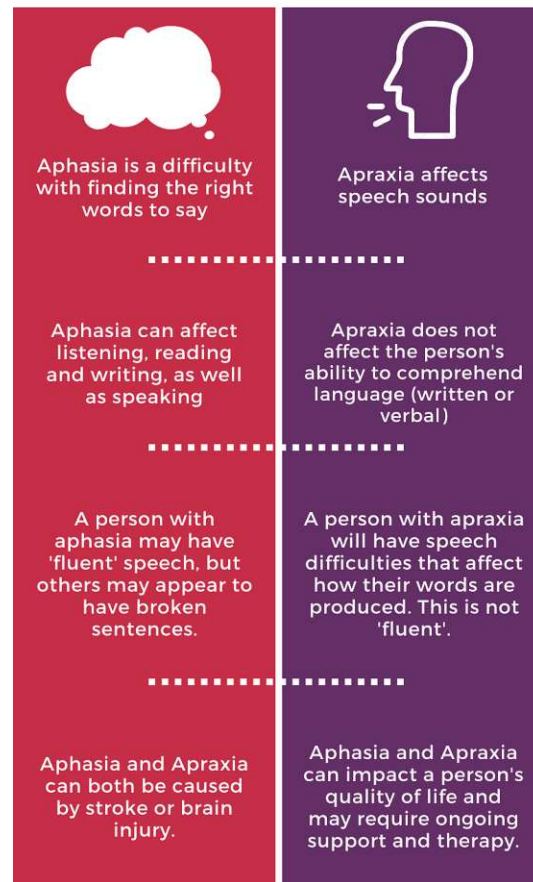 Aphasia is a difficulty
with finding the right
words to say
Apraxia affects
speech sounds
Aphasia can affect
listening, reading
and writing, as well
as speaking
Apraxia does not
affect the person's
ability to comprehend
language (written or
verbal)
A person with
aphasia may have
'fluent' speech, but
others may appear to
have broken
sentences.
A person with apraxia
will have speech
difficulties that affect
how their words are
produced. This is not
'fluent'.
Aphasia and Apraxia
can both be caused
by stroke or brain
injury.
Aphasia and Apraxia
can impact a person's
quality of life and
may require ongoing
support and therapy.